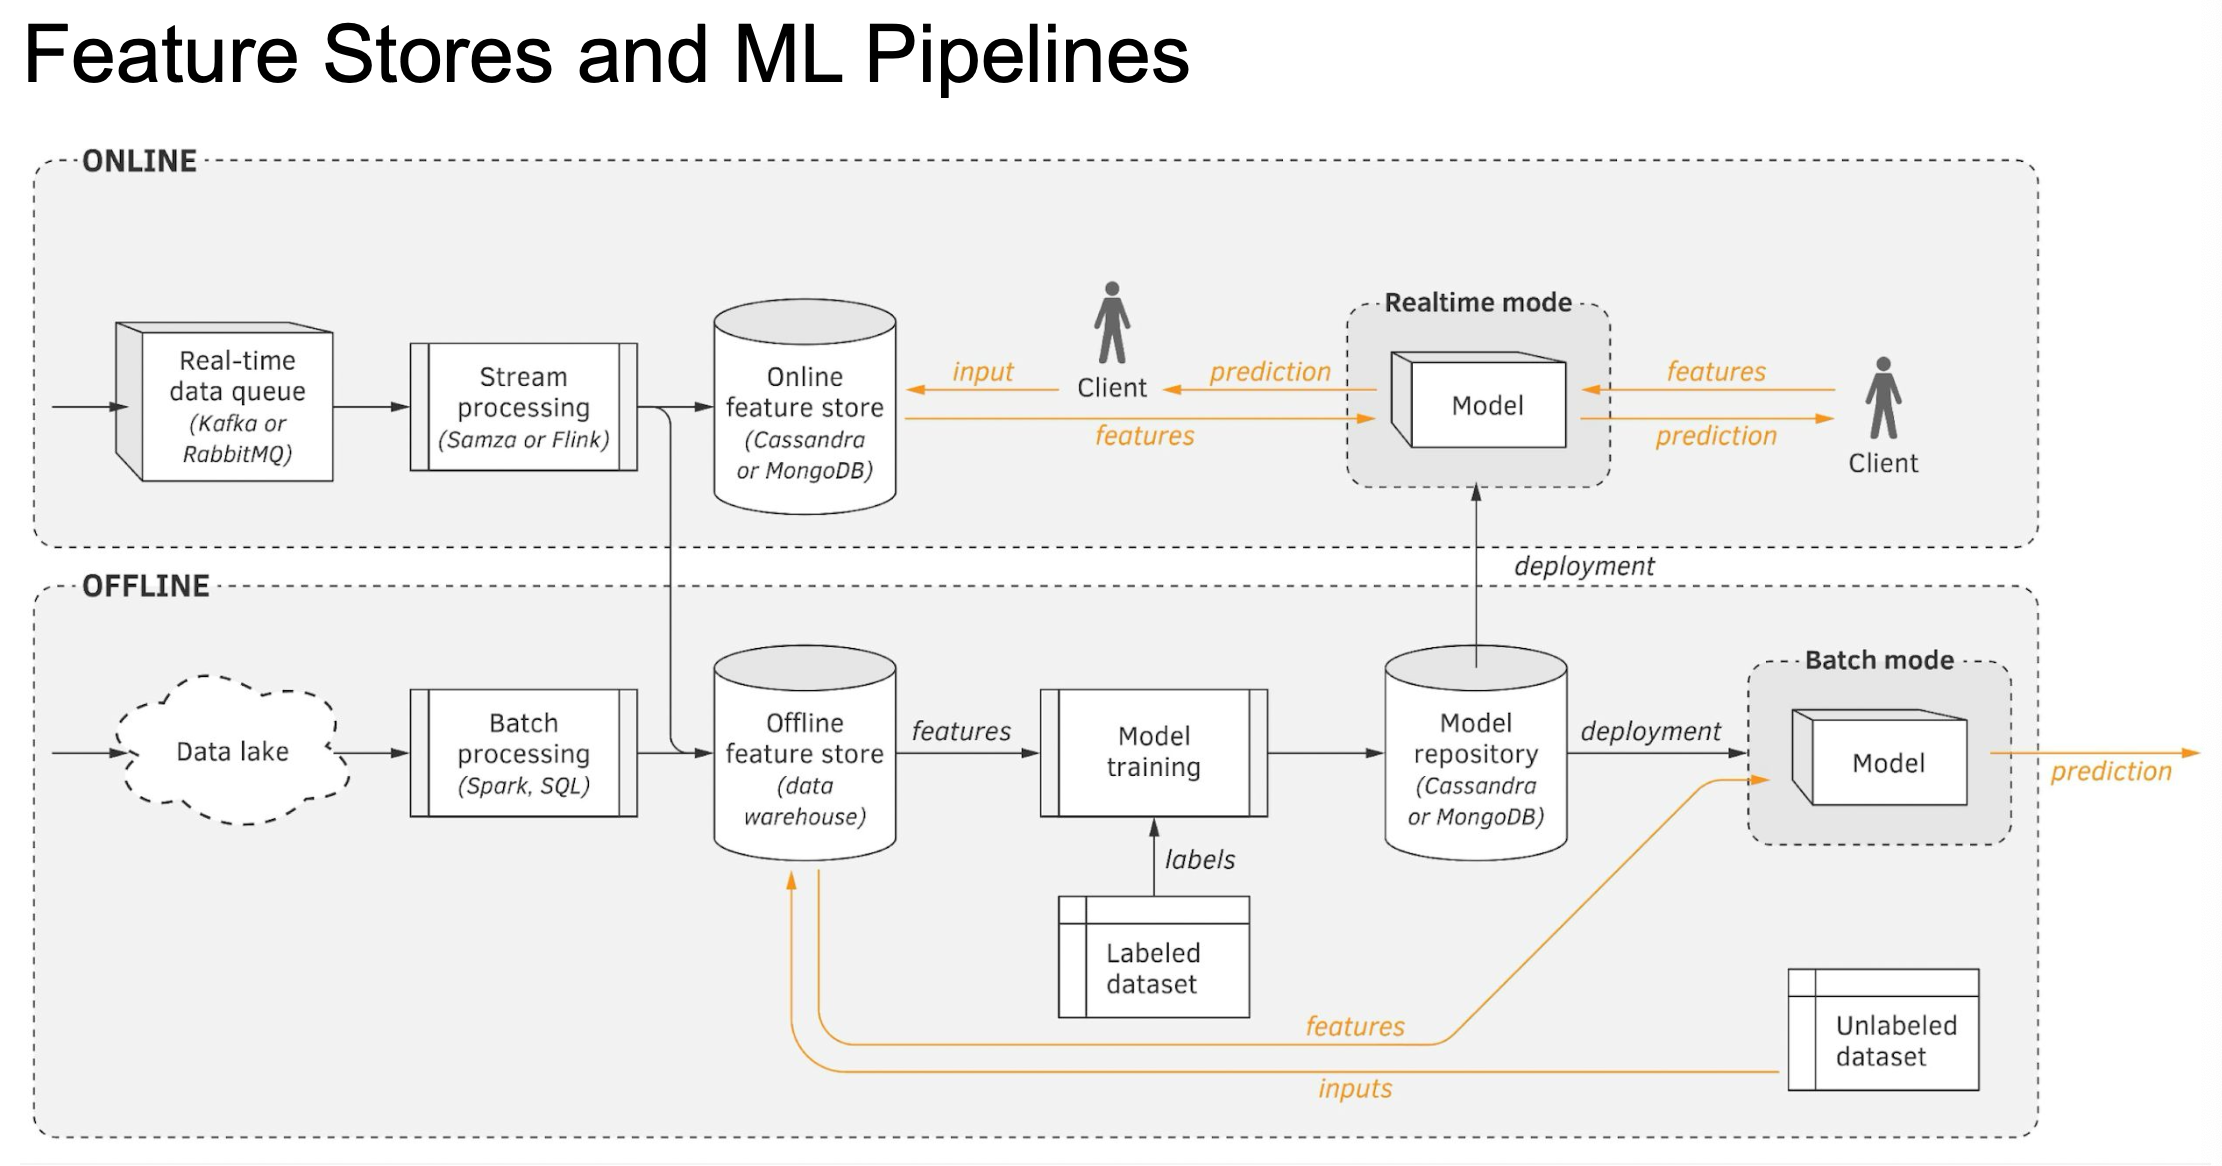 Feature Stores and ML Pipelines
ONLINE
Real-time
data queue
(Kafka or
RabbitMQ)
Stream
processing
(Samza or Flink)
Online
feature store
(Cassandra
or MongoDB)
input
Client
prediction
features
Realtime mode
Model
features
prediction
Client
deployment
OFFLINE
Data lake
Batch
processing
(Spark, SQL)
Offline
feature store
(data
warehouse)
features
Model
training
labels
Labeled
dataset
Model
repository
(Cassandra
or MongoDB)
deployment
Batch mode
Model
prediction
features
inputs
Unlabeled
dataset